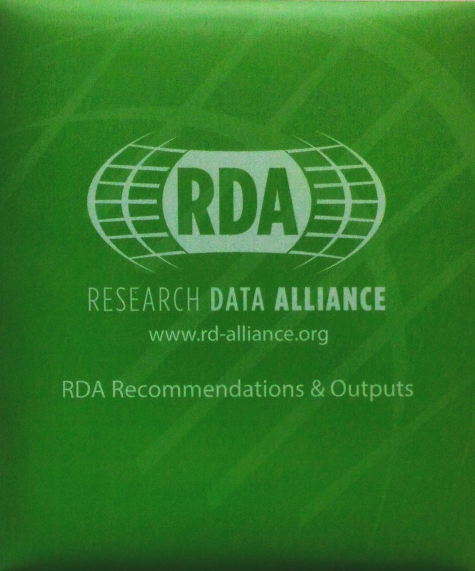 RDA
RESEARCH DATA ALLIANCE
www.rd-alliance.org
RDA Recommendations & Outputs